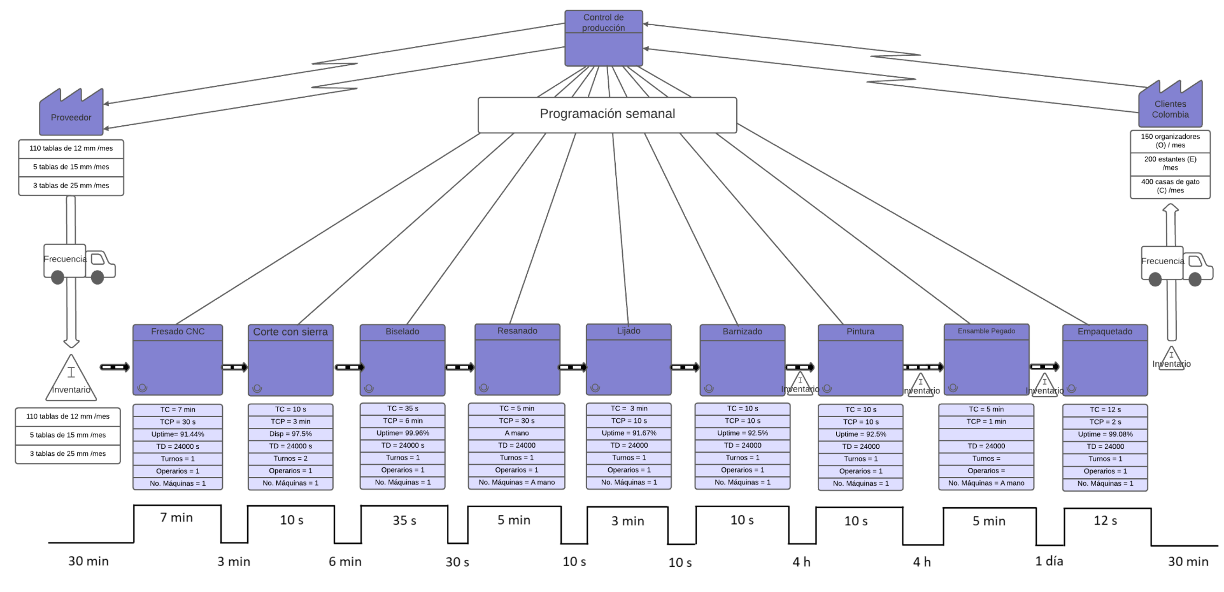 Control de
producción
Programación semanal
Proveedor
110 tablas de 12 mm /mes
5 tablas de 15 mm /mes
3 tablas de 25 mm /mes
Frecuencia
I
Inventario
110 tablas de 12 mm /mes
5 tablas de 15 mm /mes
3 tablas de 25 mm /mes
Clientes
Colombia
150 organizadores
(O) / mes
200 estantes (E)
/mes
400 casas de gato
(C) /mes
Frecuencia
I
Inventario
Fresado CNC
TC = 7 min
TCP = 30 s
Uptime= 91.44%
TD = 24000 s
Turnos = 1
Operarios = 1
No. Máquinas = 1
Corte con sierra
TC = 10 s
TCP = 3 min
Disp = 97.5%
TD = 24000 s
Turnos = 2
Operarios = 1
No. Máquinas = 1
Biselado
TC = 35 s
TCP = 6 min
Uptime= 99.96%
TD = 24000 s
Turnos = 1
Operarios = 1
No. Máquinas = 1
Resanado
TC = 5 min
TCP = 30 s
A mano
TD = 24000
Turnos = 1
Operarios = 1
No. Máquinas = A mano
Lijado
TC = 3 min
TCP = 10 s
Uptime = 91.67%
TD = 24000
Turnos = 1
Operarios = 1
No. Máquinas = 1
Barnizado
TC = 10 s
TCP = 10 s
Uptime = 92.5%
TD = 24000
Turnos = 1
Operarios = 1
No. Máquinas = 1
I
Inventario
Pintura
TC = 10 s
TCP = 10 s
Uptime = 92.5%
TD = 24000
Turnos = 1
Operarios = 1
No. Máquinas = 1
I
Inventario
Ensamble Pegado
TC = 5 min
TCP = 1 min
TD = 24000
Turnos =
Operarios =
No. Máquinas = A mano
I
Inventario
Empaquetado
TC = 12 s
TCP = 2 s
Uptime = 99.08%
TD = 24000
Turnos = 1
Operarios = 1
No. Máquinas = 1
7 min
10 s
35 s
5 min
3 min
10 s
10 s
5 min
12 s
30 min
3 min
6 min
30 s
10 s
10 s
4 h
4 h
1 día
30 min